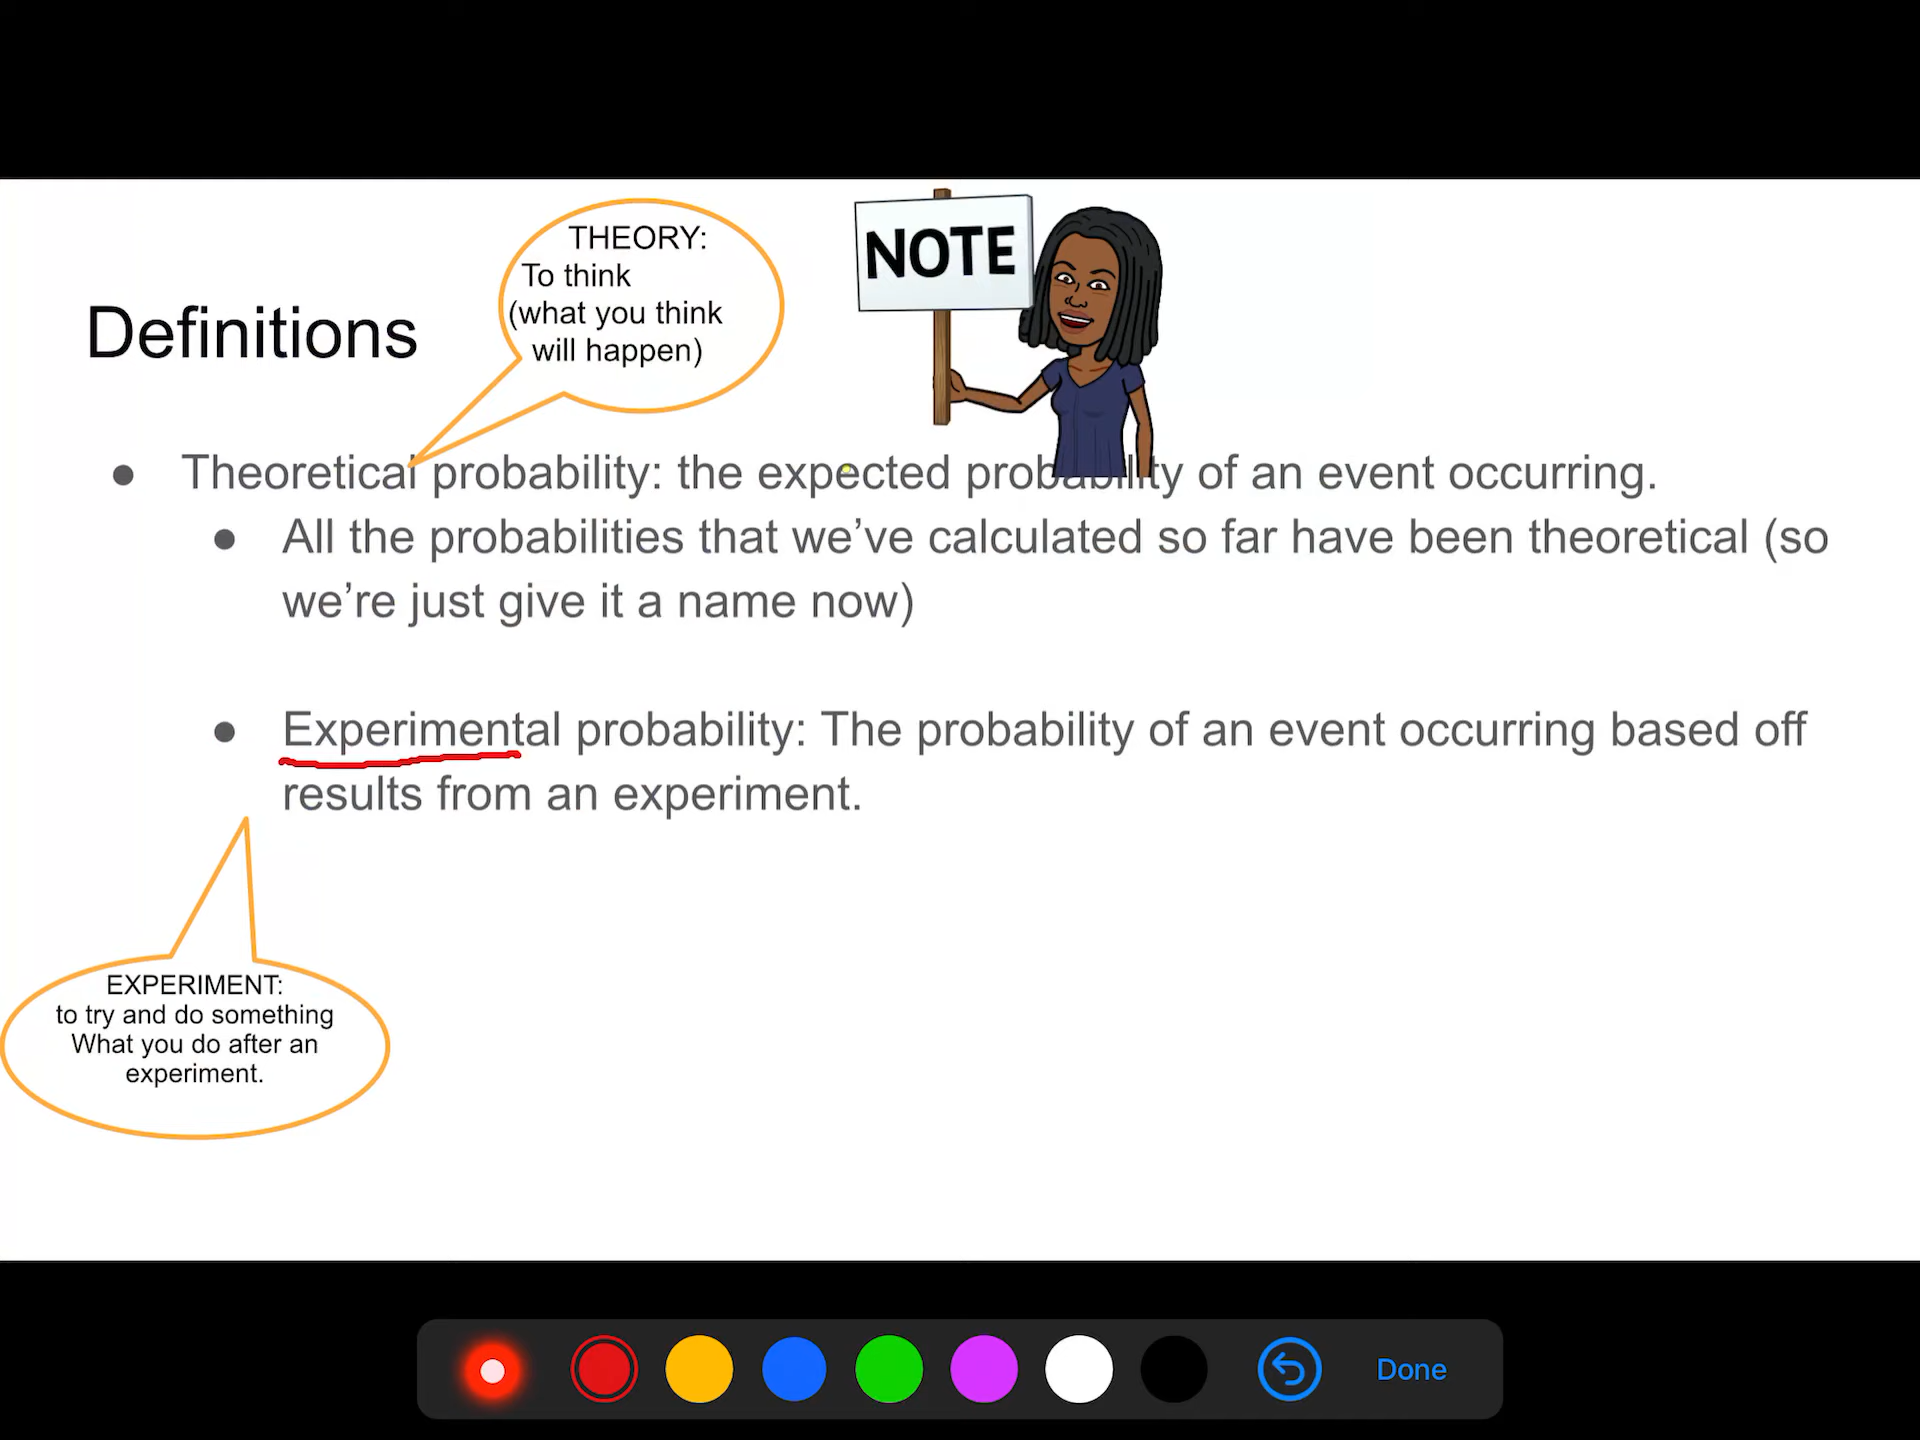 THEORY:
To think
(what you think
will happen)
NOTE
Definitions
Theoretical probability: the expected probability of an event occurring.
All the probabilities that we've calculated so far have been theoretical (so
we're just give it a name now)
Experimental probability: The probability of an event occurring based off
results from an experiment.
EXPERIMENT:
to try and do something
What you do after an
experiment.
Done